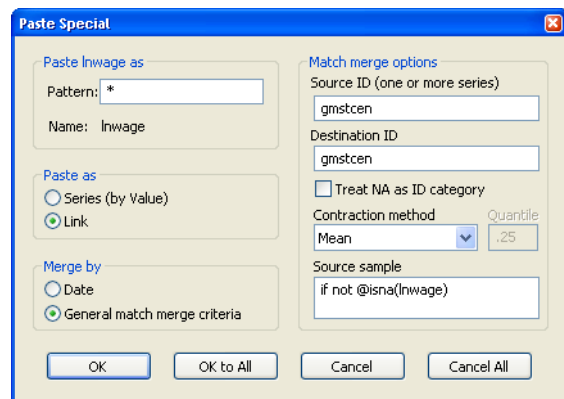 Paste Special
Paste lnwage as
Pattern: *
Name: lnwage
Paste as
Series (by Value)
Link
Merge by
Date
General match merge criteria
Match merge options
Source ID (one or more series)
gmstcen
Destination ID
gmstcen
Treat NA as ID category
Contraction method
Quantile
Mean
.25
Source sample
if not @isna(lnwage)
OK
OK to All
Cancel
Cancel All